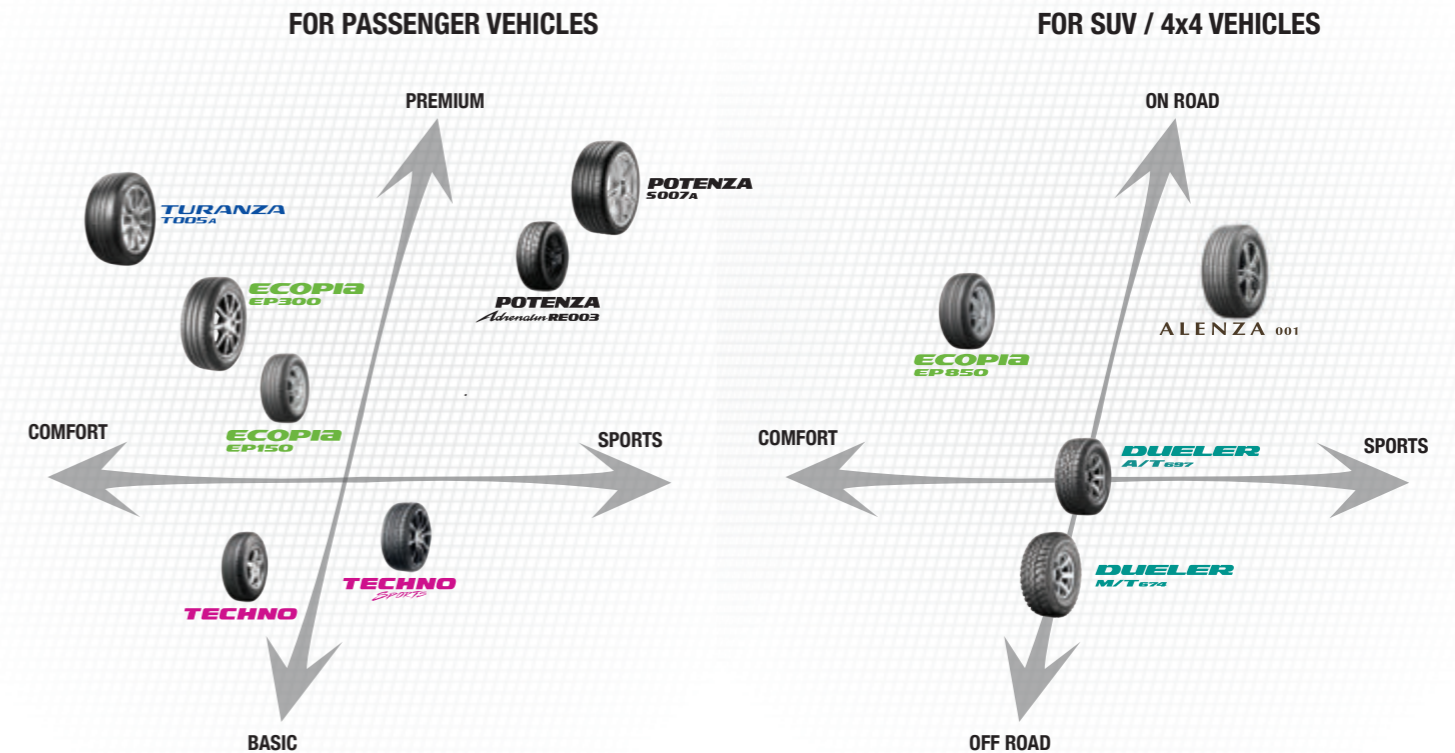 FOR PASSENGER VEHICLES
PREMIUM
TURANZA
T005A
POTENZA
S007A
ECOPIA
EP300
POTENZA
Adrenalin RE003
ECOPIA
EP150
COMFORT
SPORTS
TECHNO
TECHNO
SPORTS
BASIC
FOR SUV / 4x4 VEHICLES
ON ROAD
ALENZA 001
ECOPIA
EP850
COMFORT
SPORTS
DUELER
A/T697
DUELER
M/T674
OFF ROAD